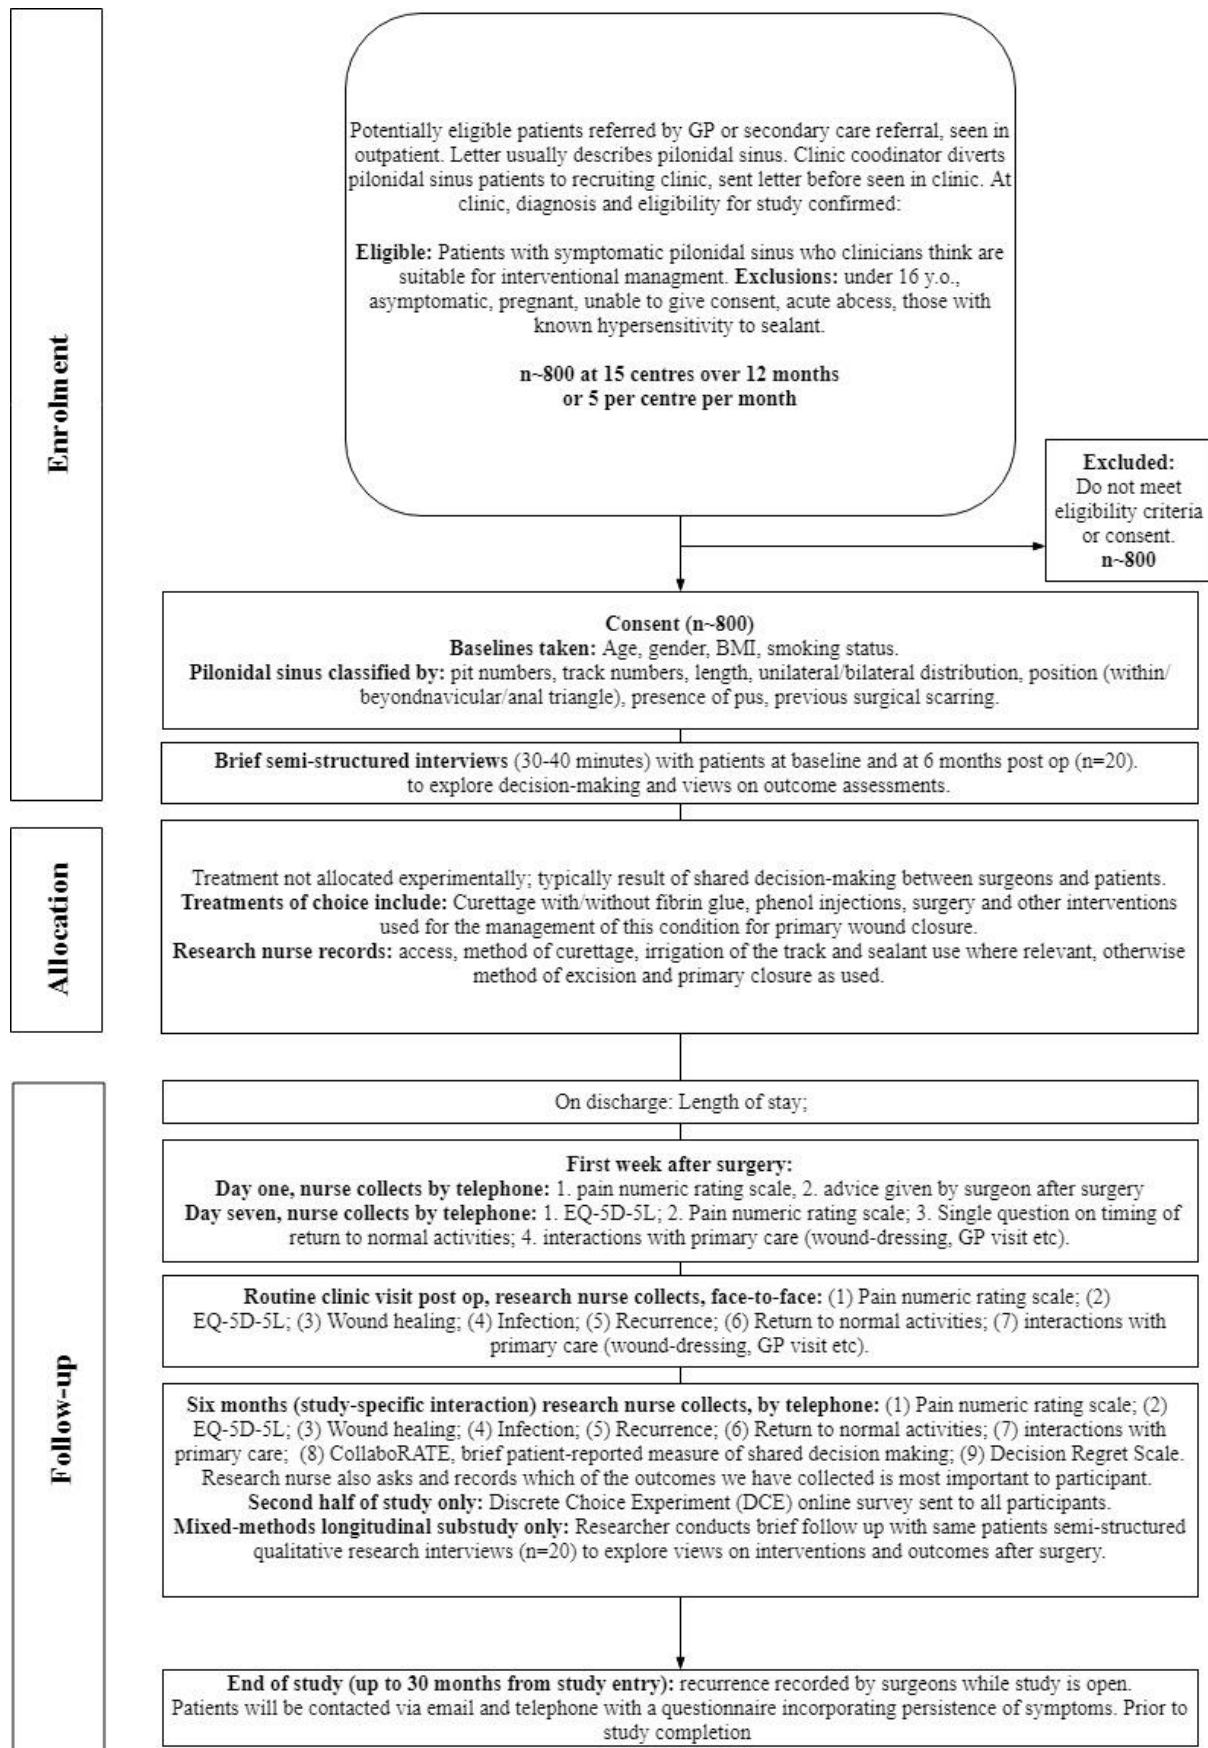 Enrolment
Potentially eligible patients referred by GP or secondary care referral, seen in
outpatient. Letter usually describes pilonidal sinus. Clinic coodinator diverts
pilonidal sinus patients to recruiting clinic, sent letter before seen in clinic. At
clinic, diagnosis and eligibility for study confirmed:
Eligible: Patients with symptomatic pilonidal sinus who clinicians think are
suitable for interventional managment. Exclusions: under 16 y.o.,
asymptomatic, pregnant, unable to give consent, acute abcess, those with
known hypersensitivity to sealant.
n~800 at 15 centres over 12 months
or 5 per centre per month
Excluded:
Do not meet
eligibility criteria
or consent.
n~800
Consent (n~800)
Baselines taken: Age, gender, BMI, smoking status.
Pilonidal sinus classified by: pit numbers, track numbers, length, unilateral/bilateral distribution, position (within/
beyondnavicular/anal triangle), presence of pus, previous surgical scarring.
Brief semi-structured interviews (30-40 minutes) with patients at baseline and at 6 months post op (n=20).
to explore decision-making and views on outcome assessments.
Allocation
Treatment not allocated experimentally; typically result of shared decision-making between surgeons and patients.
Treatments of choice include: Curettage with/without fibrin glue, phenol injections, surgery and other interventions
used for the management of this condition for primary wound closure.
Research nurse records: access, method of curettage, irrigation of the track and sealant use where relevant, otherwise
method of excision and primary closure as used.
Follow-up
On discharge: Length of stay;
First week after surgery:
Day one, nurse collects by telephone: 1. pain numeric rating scale, 2. advice given by surgeon after surgery
Day seven, nurse collects by telephone: 1. EQ-5D-5L; 2. Pain numeric rating scale; 3. Single question on timing of
return to normal activities; 4. interactions with primary care (wound-dressing, GP visit etc).
Routine clinic visit post op, research nurse collects, face-to-face: (1) Pain numeric rating scale; (2)
EQ-5D-5L; (3) Wound healing; (4) Infection; (5) Recurrence; (6) Return to normal activities; (7) interactions with
primary care (wound-dressing, GP visit etc).
Six months (study-specific interaction) research nurse collects, by telephone: (1) Pain numeric rating scale; (2)
EQ-5D-5L; (3) Wound healing; (4) Infection; (5) Recurrence; (6) Return to normal activities; (7) interactions with
primary care; (8) CollaboRATE, brief patient-reported measure of shared decision making; (9) Decision Regret Scale.
Research nurse also asks and records which of the outcomes we have collected is most important to participant.
Second half of study only: Discrete Choice Experiment (DCE) online survey sent to all participants.
Mixed-methods longitudinal substudy only: Researcher conducts brief follow up with same patients semi-structured
qualitative research interviews (n=20) to explore views on interventions and outcomes after surgery.
End of study (up to 30 months from study entry): recurrence recorded by surgeons while study is open.
Patients will be contacted via email and telephone with a questionnaire incorporating persistence of symptoms. Prior to
study completion